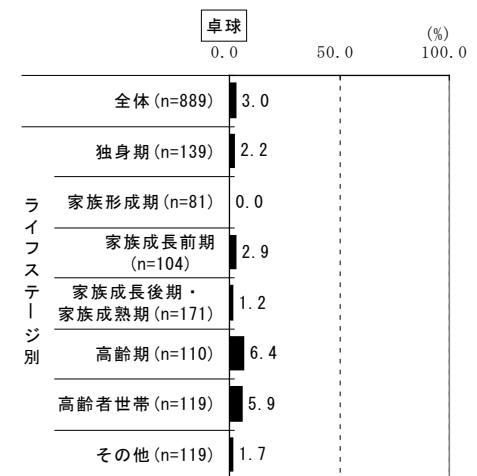 卓球
(%)
0.0 50.0 100.0
全体(n=889) 3.0
ライフステージ別
独身期(n=139) 2.2
家族形成期(n=81) 0.0
家族成長前期
(n=104) 2.9
家族成長後期・
家族成熟期(n=171) 1.2
高齢期(n=110) 6.4
高齢者世帯(n=119) 5.9
その他(n=119) 1.7